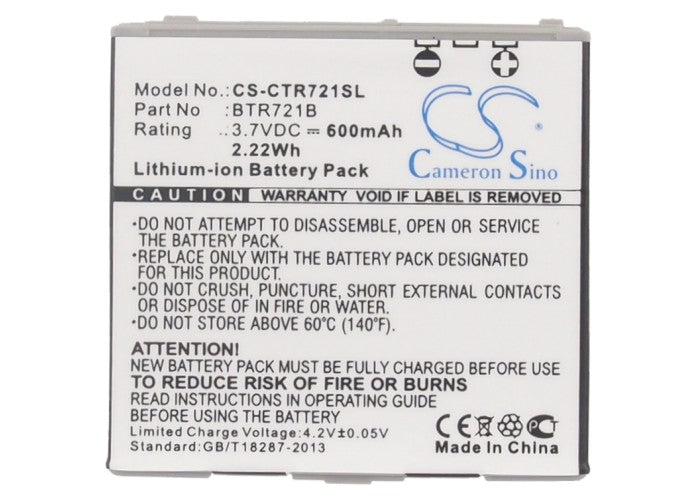 Model No.:CS-CTR721SL
Part No :BTR721B
Rating :3.7VDC ⎓ 600mAh
2.22Wh
Lithium-ion Battery Pack
CS
Cameron Sino
CAUTION WARRANTY VOID IF LABEL IS REMOVED
•DO NOT ATTEMPT TO DISASSEMBLE, OPEN OR SERVICE
THE BATTERY PACK.
•REPLACE ONLY WITH THE BATTERY PACK DESIGNATED
FOR THE PRODUCT.
•DO NOT CRUSH, PUNCTURE, SHORT EXTERNAL CONTACTS
OR DISPOSE OF IN FIRE OR WATER.
•DO NOT STORE ABOVE 60°C (140°F).
ATTENTION!
NEW BATTERY PACK MUST BE FULLY CHARGED BEFORE USE
TO REDUCE RISK OF FIRE OR BURNS
READ INSTRUCTIONS IN OPERATING GUIDE
BEFORE USING THE BATTERY
Limited Charging Voltage:4.2V±0.05V
Standard:GB/T18287-2013
CE FC
Made in China